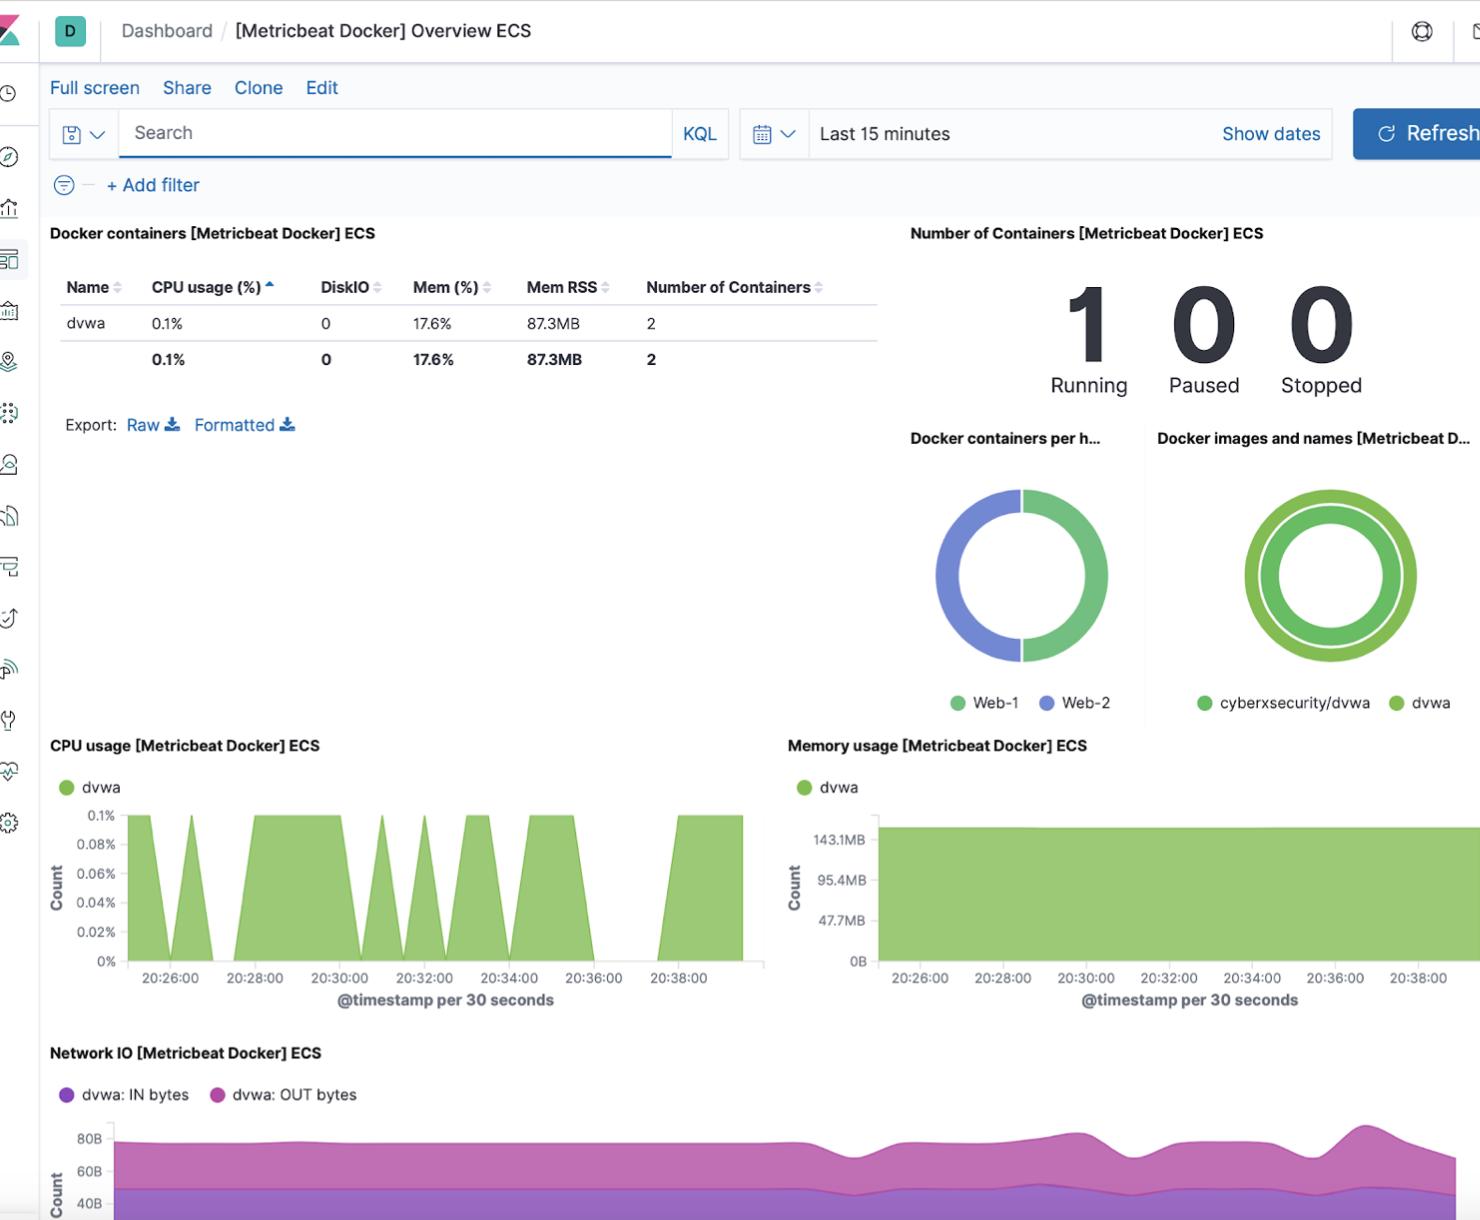 D Dashboard / [Metricbeat Docker] Overview ECS
Full screen Share Clone Edit
Search KQL Last 15 minutes Show dates Refresh
+ Add filter
Docker containers [Metricbeat Docker] ECS
Name CPU usage (%) DiskIO Mem (%) Mem RSS Number of Containers
dvwa 0.1% 0 17.6% 87.3MB 2
0.1% 0 17.6% 87.3MB 2
Export: Raw Formatted
Number of Containers [Metricbeat Docker] ECS
1 0 0
Running Paused Stopped
Docker containers per h...
Web-1 Web-2
Docker images and names [Metricbeat D...
cyberxsecurity/dvwa dvwa
CPU usage [Metricbeat Docker] ECS
dvwa
0.1%
0.08%
0.06%
0.04%
0.02%
0%
Count
20:26:00 20:28:00 20:30:00 20:32:00 20:34:00 20:36:00 20:38:00
@timestamp per 30 seconds
Memory usage [Metricbeat Docker] ECS
dvwa
143.1MB
95.4MB
47.7MB
0B
Count
20:26:00 20:28:00 20:30:00 20:32:00 20:34:00 20:36:00 20:38:00
@timestamp per 30 seconds
Network IO [Metricbeat Docker] ECS
dvwa: IN bytes dvwa: OUT bytes
80B
60B
40B
Count